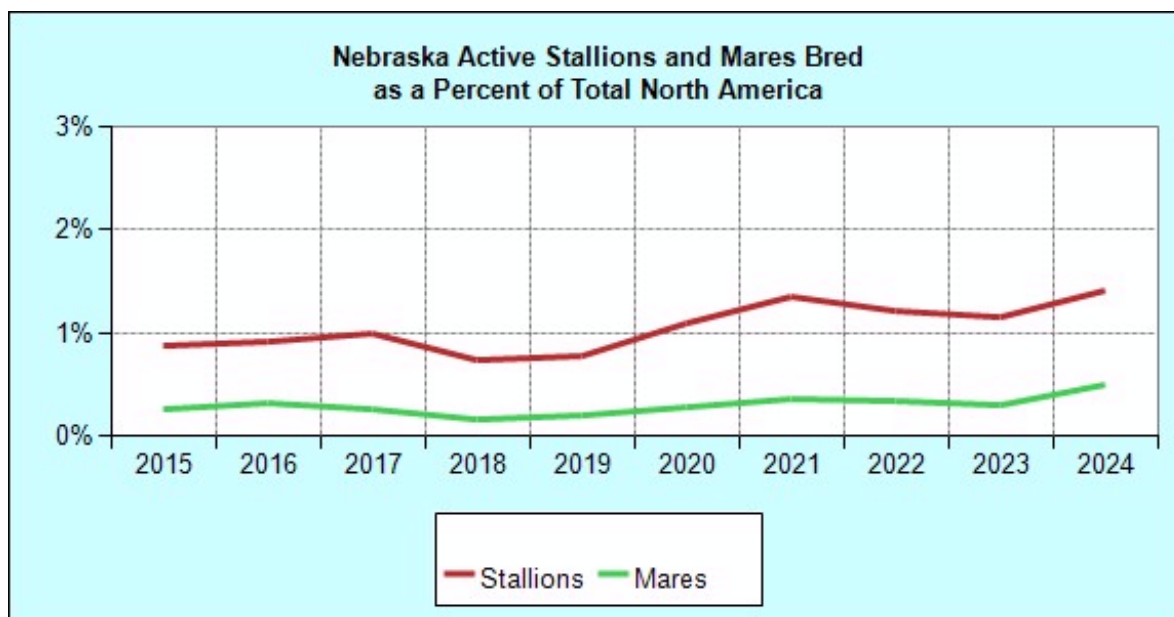 Nebraska Active Stallions and Mares Bred
as a Percent of Total North America
3%
2%
1%
0%
2015 2016 2017 2018 2019 2020 2021 2022 2023 2024
Stallions Mares